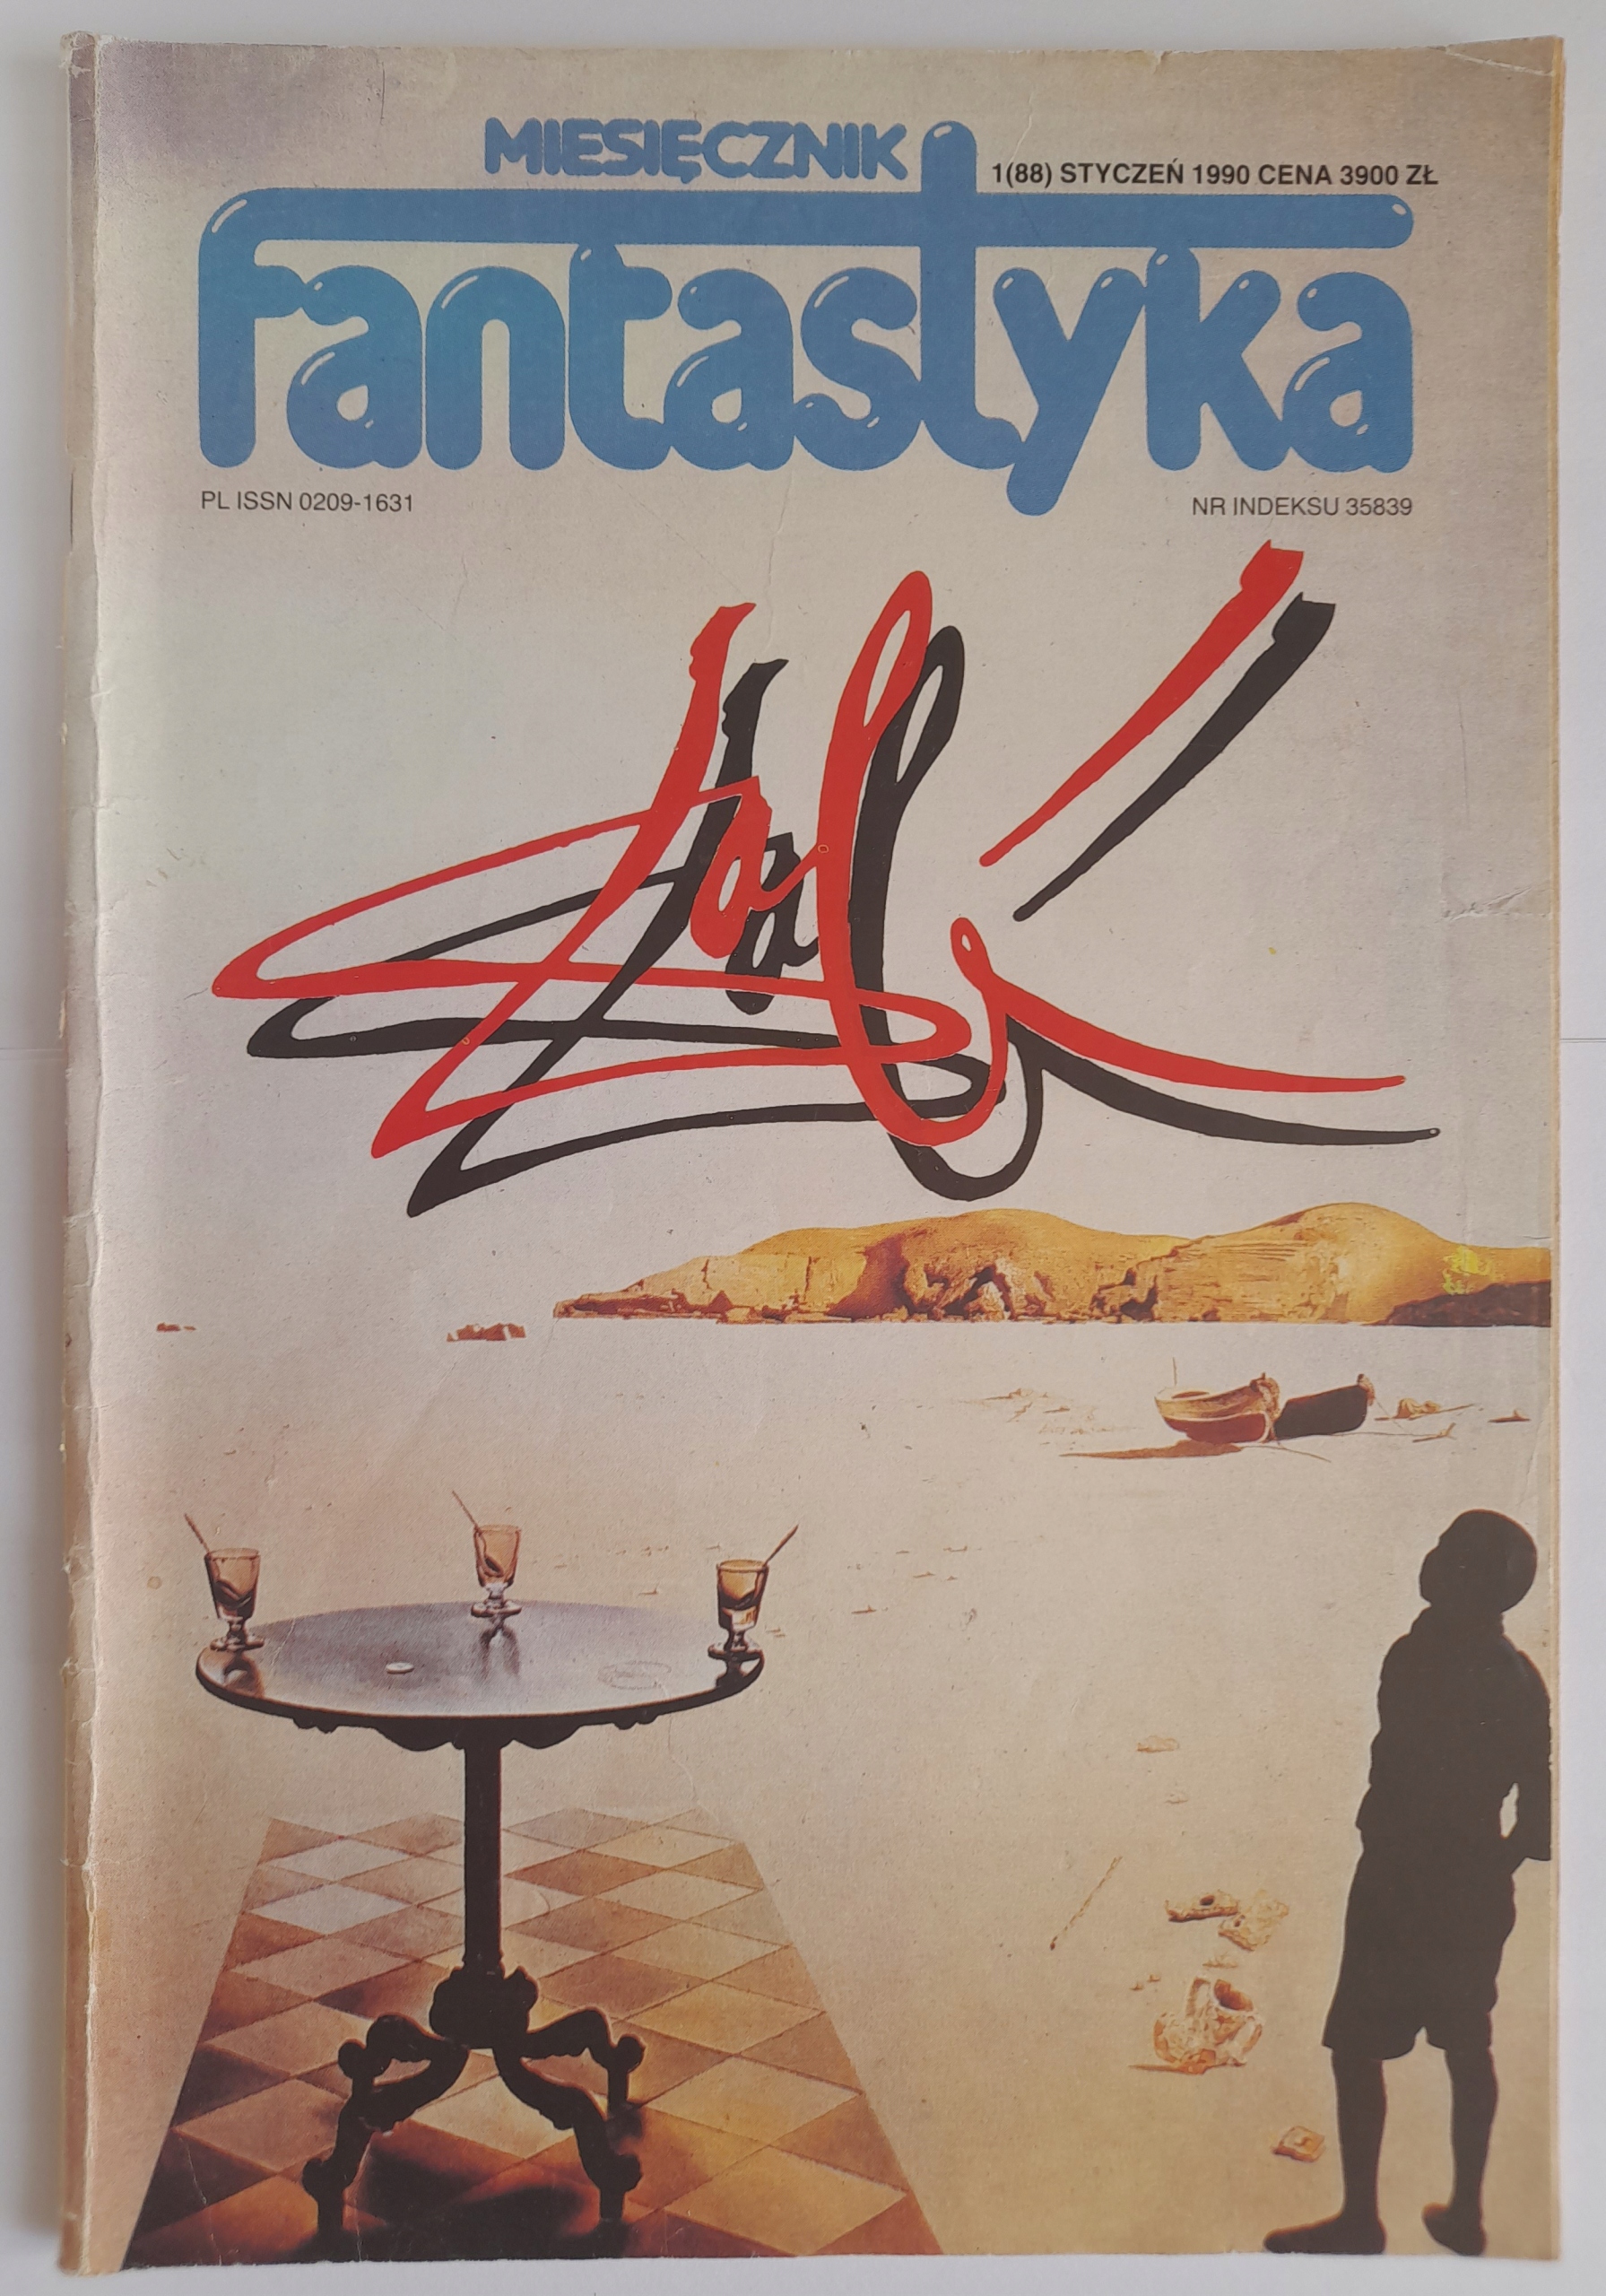 MIESIĘCZNIK
1(88) STYCZEŃ 1990 CENA 3900 ZŁ
fantastyka
PL ISSN 0209-1631
NR INDEKSU 35839
Dalí